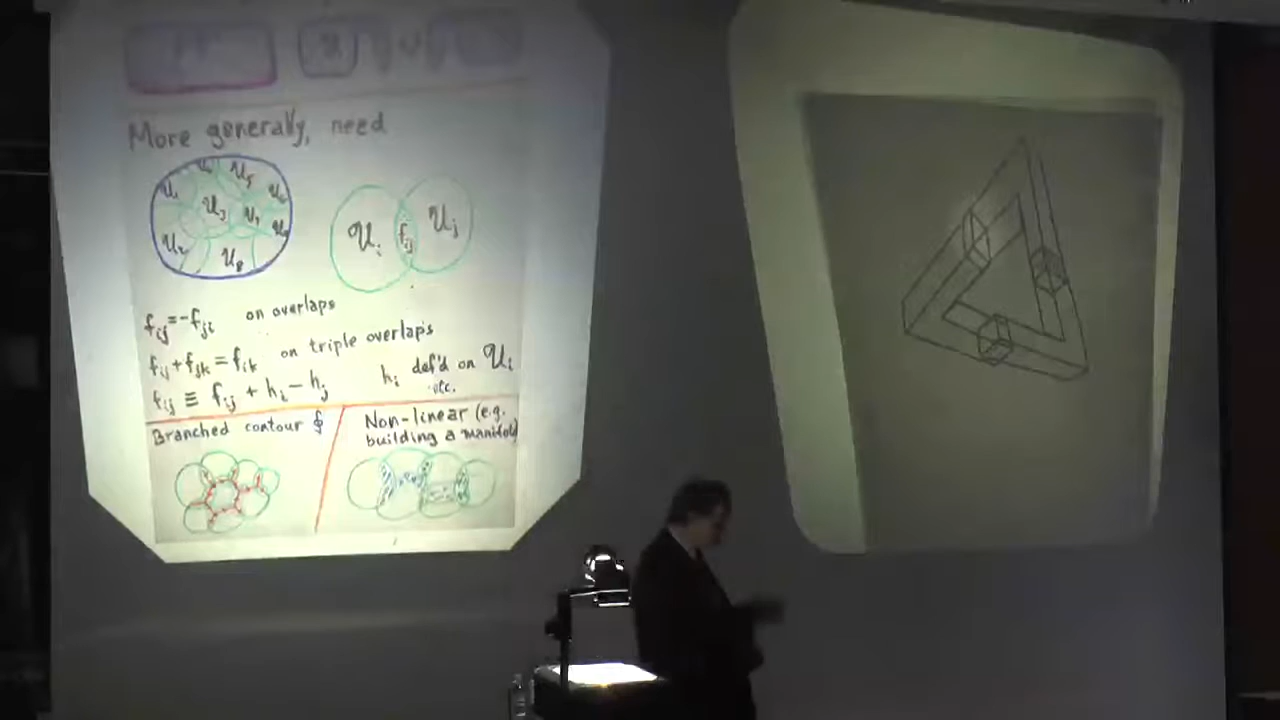 More generally, need
U₁ U₄ U₅ U₆
U₃ U₇
U₂ U₈ U₉
Uᵢ fᵢⱼ Uⱼ
fᵢⱼ=-fⱼᵢ on overlaps
fᵢⱼ+fⱼₖ=fᵢₖ on triple overlaps
fᵢⱼ ≡ fᵢⱼ + hᵢ - hⱼ hᵢ def'd on Uᵢ
etc.
Branched contour ∮
Non-linear (e.g.
building a manifold